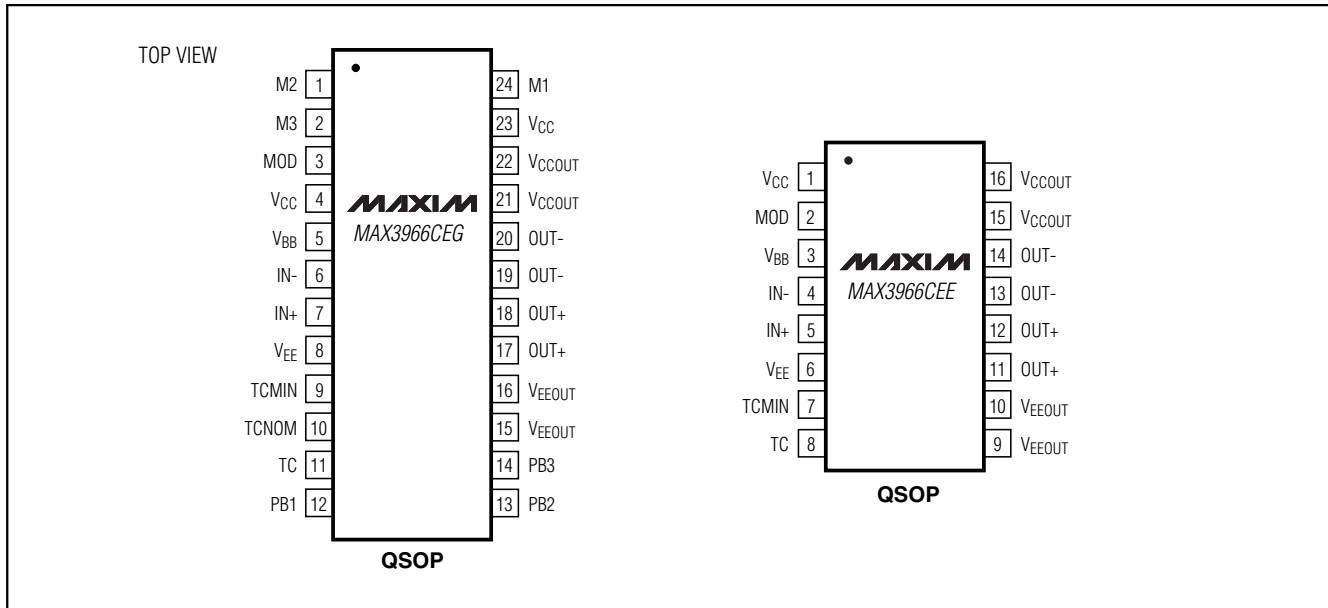 TOP VIEW
M2 1
M3 2
MOD 3
VCC 4
VBB 5
IN- 6
IN+ 7
VEE 8
TCMIN 9
TCNOM 10
TC 11
PB1 12
MAXIM
MAX3966CEG
24 M1
23 VCC
22 VCCOUT
21 VCCOUT
20 OUT-
19 OUT-
18 OUT+
17 OUT+
16 VEEOUT
15 VEEOUT
14 PB3
13 PB2
QSOP
VCC 1
MOD 2
VBB 3
IN- 4
IN+ 5
VEE 6
TCMIN 7
TC 8
MAXIM
MAX3966CEE
16 VCCOUT
15 VCCOUT
14 OUT-
13 OUT-
12 OUT+
11 OUT+
10 VEEOUT
9 VEEOUT
QSOP